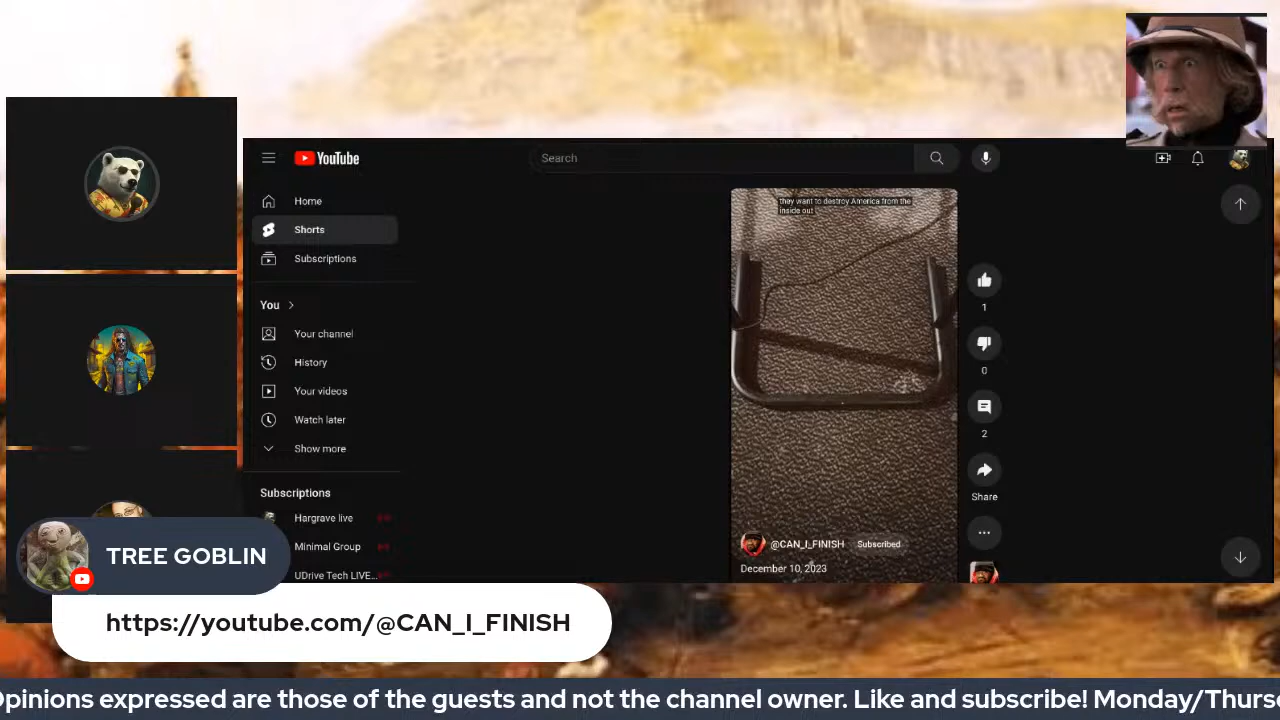 YouTube
Search
Home
Shorts
Subscriptions
You
Your channel
History
Your videos
Watch later
Show more
Subscriptions
Hargrave live
Minimal Group
UDrive Tech LIVE...
they want to destroy America from the
inside out
1
0
2
Share
@CAN_I_FINISH Subscribed
December 10, 2023
TREE GOBLIN
https://youtube.com/@CAN_I_FINISH
Opinions expressed are those of the guests and not the channel owner. Like and subscribe! Monday/Thurs